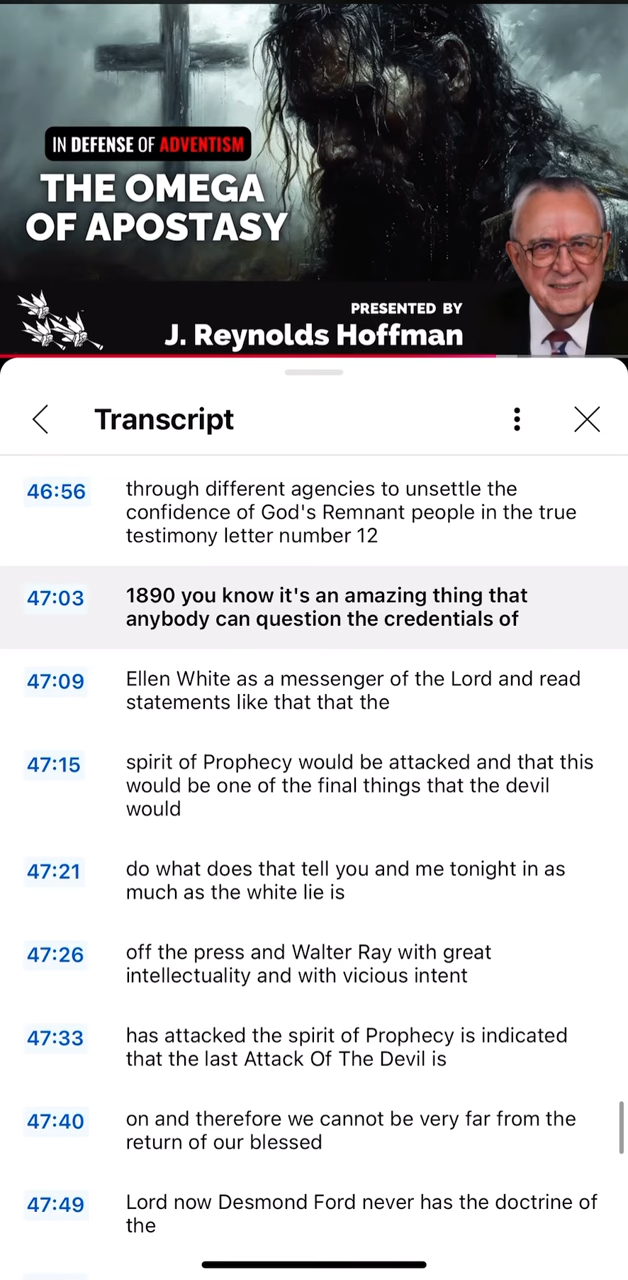 IN DEFENSE OF ADVENTISM
THE OMEGA
OF APOSTASY
PRESENTED BY
J. Reynolds Hoffman
Transcript
46:56
through different agencies to unsettle the
confidence of God's Remnant people in the true
testimony letter number 12
47:03
1890 you know it's an amazing thing that
anybody can question the credentials of
47:09
Ellen White as a messenger of the Lord and read
statements like that that the
47:15
spirit of Prophecy would be attacked and that this
would be one of the final things that the devil
would
47:21
do what does that tell you and me tonight in as
much as the white lie is
47:26
off the press and Walter Ray with great
intellectuality and with vicious intent
47:33
has attacked the spirit of Prophecy is indicated
that the last Attack Of The Devil is
47:40
on and therefore we cannot be very far from the
return of our blessed
47:49
Lord now Desmond Ford never has the doctrine of
the